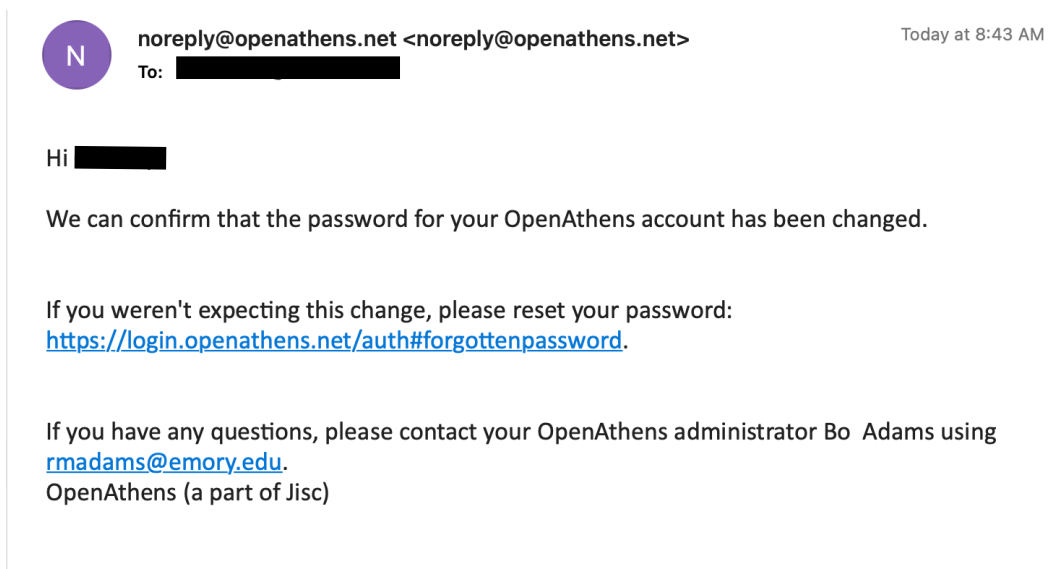 N
noreply@openathens.net <noreply@openathens.net>
Today at 8:43 AM
To:
Hi
We can confirm that the password for your OpenAthens account has been changed.
If you weren't expecting this change, please reset your password:
https://login.openathens.net/auth#forgottenpassword.
If you have any questions, please contact your OpenAthens administrator Bo  Adams using
rmadams@emory.edu.
OpenAthens (a part of Jisc)